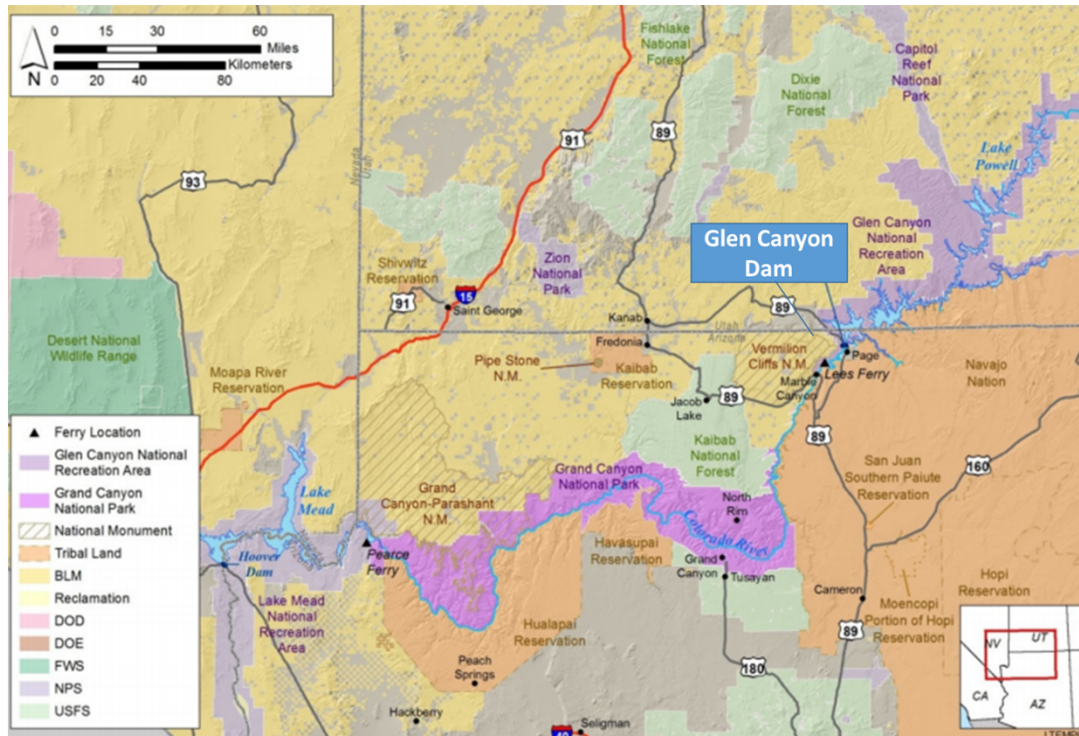 0 15 30 60
Miles
Kilometers
0 20 40 80
N
Fishlake
National
Forest
Capitol
Reef
National
Park
Dixie
National
Forest
89
91
93
Nevada
Utah
Lake
Powell
Glen Canyon
National
Recreation
Area
Glen Canyon
Dam
Zion
National
Park
Shivwitz
Reservation
91
15
Saint George
89
Kanab
Utah
Arizona
Fredonia
Desert National
Wildlife Range
Moapa River
Reservation
Pipe Stone
N.M.
Kaibab
Reservation
Vermilion
Cliffs N.M.
Page
Lees Ferry
Marble
Canyon
Navajo
Nation
Jacob
Lake
89
89
Kaibab
National
Forest
San Juan
Southern Paiute
Reservation
160
Grand Canyon
National Park
Grand
Canyon-Parashant
N.M.
North
Rim
Colorado River
Lake
Mead
Pearce
Ferry
Hoover
Dam
Havasupai
Reservation
Grand
Canyon
Tusayan
Cameron
Hopi
Reservation
Moencopi
Portion of Hopi
Reservation
Lake Mead
National
Recreation
Area
Hualapai
Reservation
89
180
Peach
Springs
Hackberry
Seligman
40
Ferry Location
Glen Canyon National
Recreation Area
Grand Canyon
National Park
National Monument
Tribal Land
BLM
Reclamation
DOD
DOE
FWS
NPS
USFS
NV
UT
CA
AZ